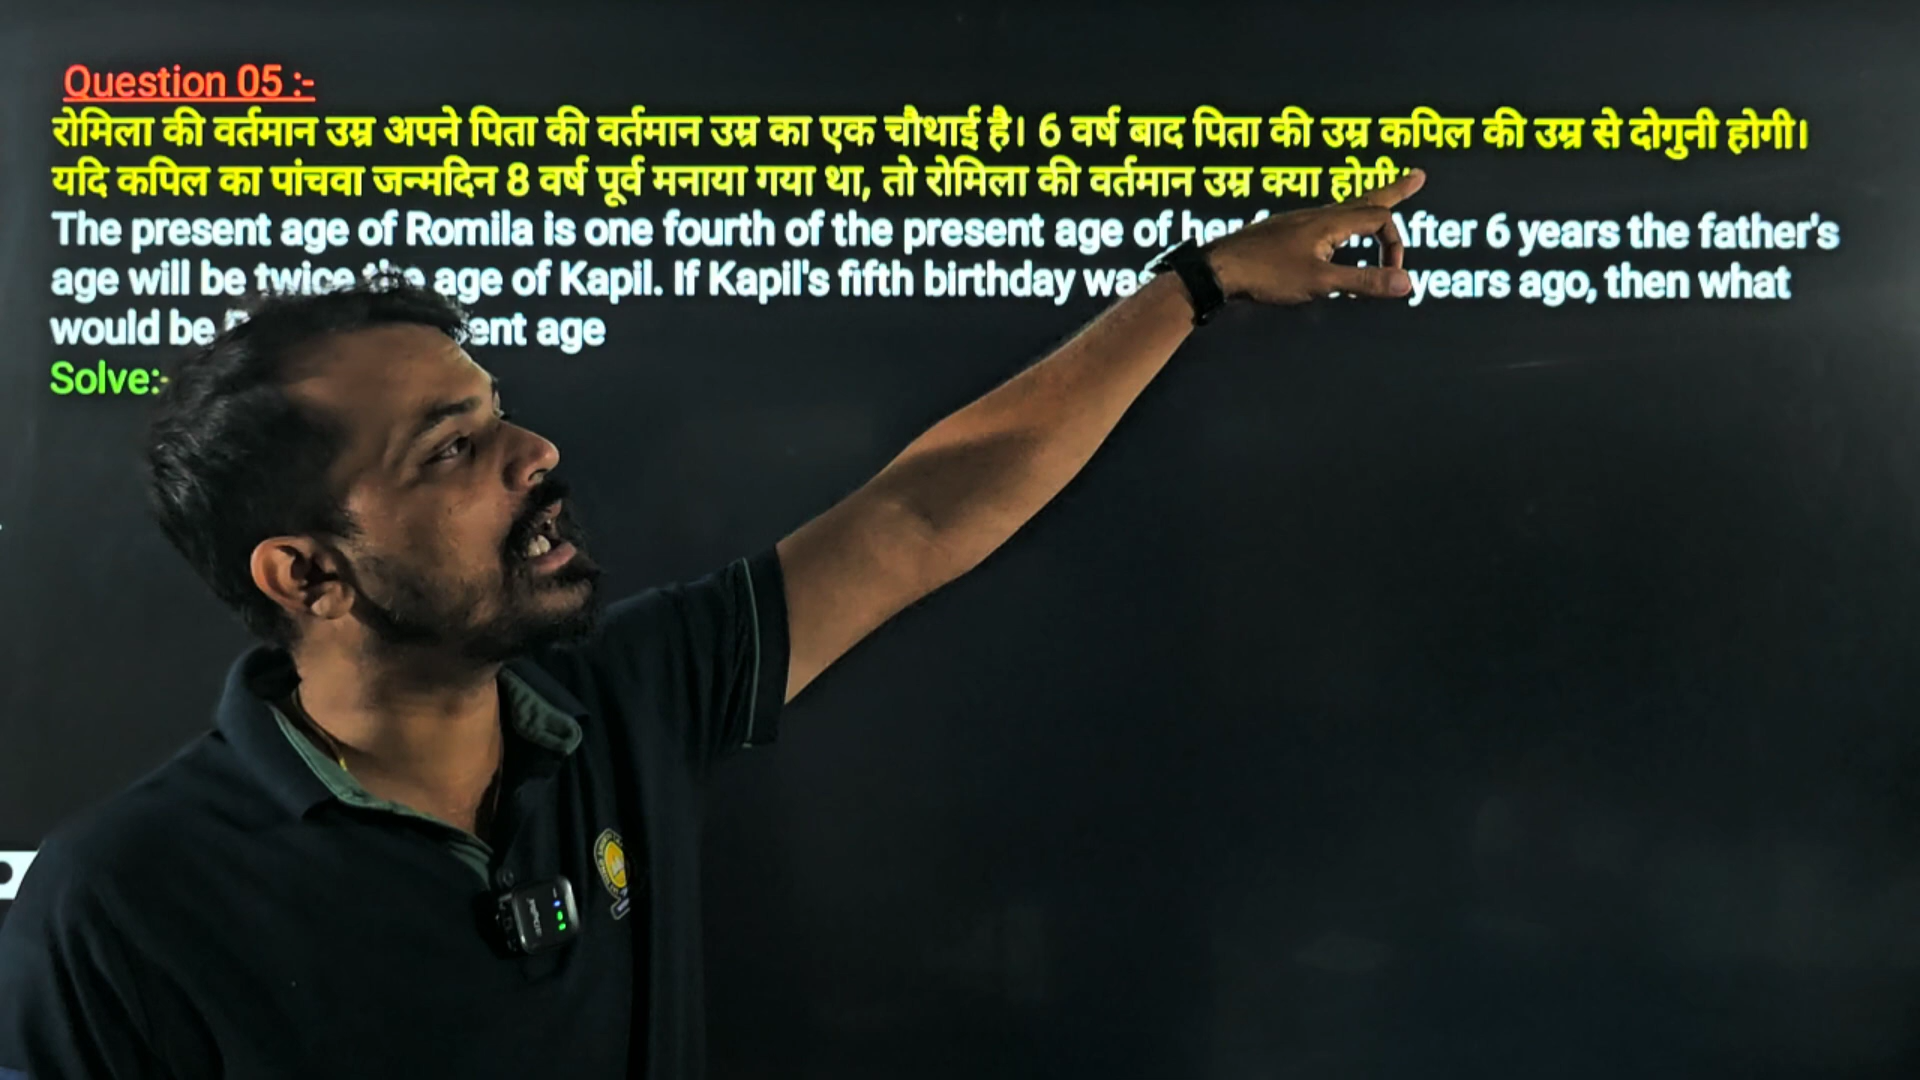 Question 05 :-
रोमिला की वर्तमान उम्र अपने पिता की वर्तमान उम्र का एक चौथाई है। 6 वर्ष बाद पिता की उम्र कपिल की उम्र से दोगुनी होगी।
यदि कपिल का पांचवा जन्मदिन 8 वर्ष पूर्व मनाया गया था, तो रोमिला की वर्तमान उम्र क्या होगी
The present age of Romila is one fourth of the present age of her After 6 years the father's
age will be twice the age of Kapil. If Kapil's fifth birthday was years ago, then what
would be age
Solve:-